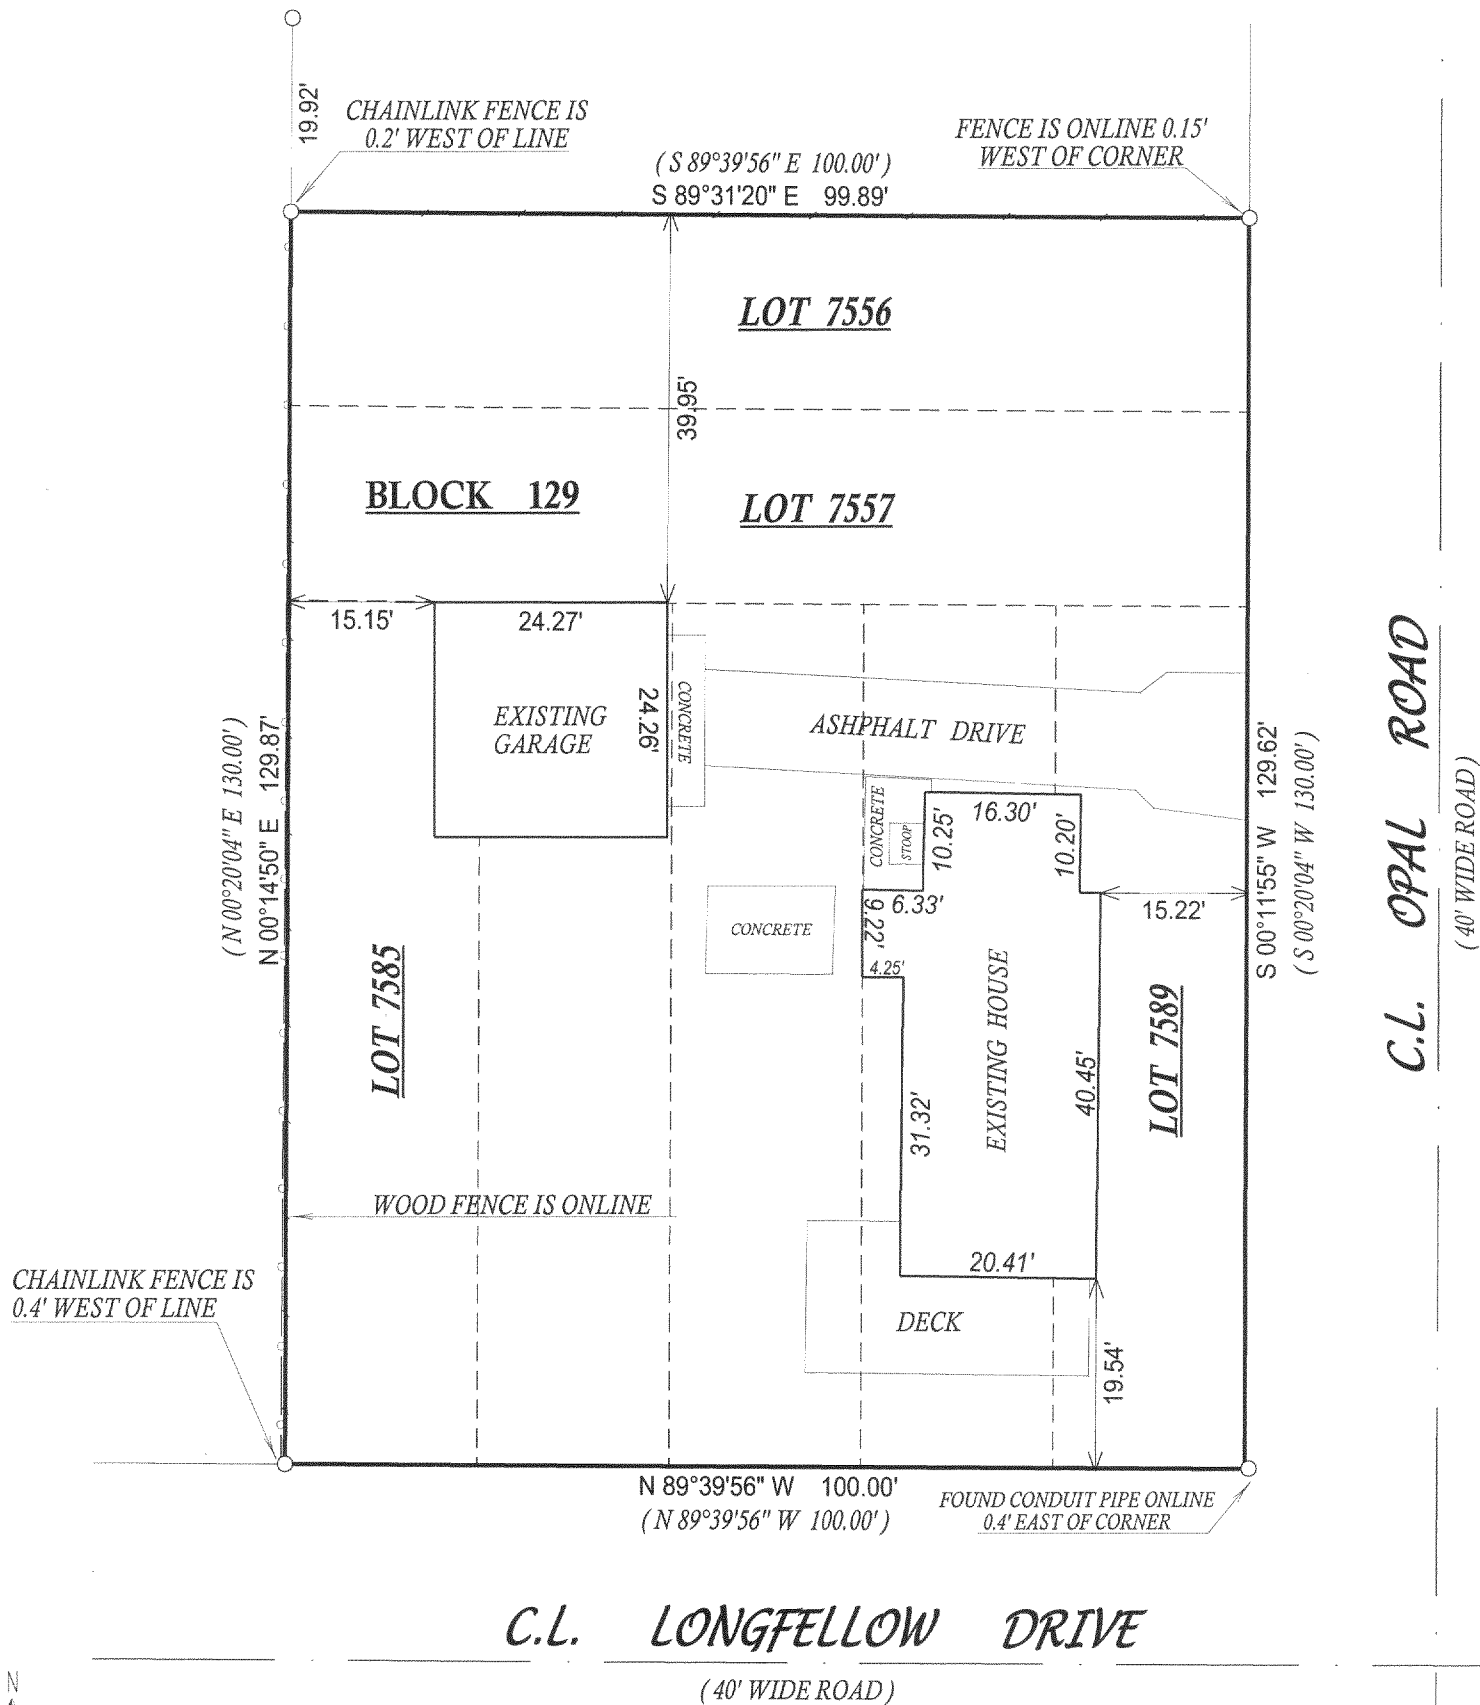 19.92'
CHAINLINK FENCE IS
0.2' WEST OF LINE
FENCE IS ONLINE 0.15'
WEST OF CORNER
( S 89°39'56" E 100.00' )
S 89°31'20" E 99.89'
LOT 7556
39.95'
BLOCK 129
LOT 7557
15.15'
24.27'
EXISTING
GARAGE
24.26'
CONCRETE
ASHPHALT DRIVE
( N 00°20'04" E 130.00' )
N 00°14'50" E 129.87'
S 00°11'55" W 129.62'
( S 00°20'04" W 130.00' )
C.L. OPAL ROAD
( 40' WIDE ROAD )
CONCRETE
STOOP
10.25'
16.30'
10.20'
6.33'
9.22'
4.25'
15.22'
CONCRETE
LOT 7585
EXISTING HOUSE
31.32'
40.45'
LOT 7589
WOOD FENCE IS ONLINE
20.41'
CHAINLINK FENCE IS
0.4' WEST OF LINE
DECK
19.54'
N 89°39'56" W 100.00'
( N 89°39'56" W 100.00' )
FOUND CONDUIT PIPE ONLINE
0.4' EAST OF CORNER
C.L. LONGFELLOW DRIVE
( 40' WIDE ROAD )
N